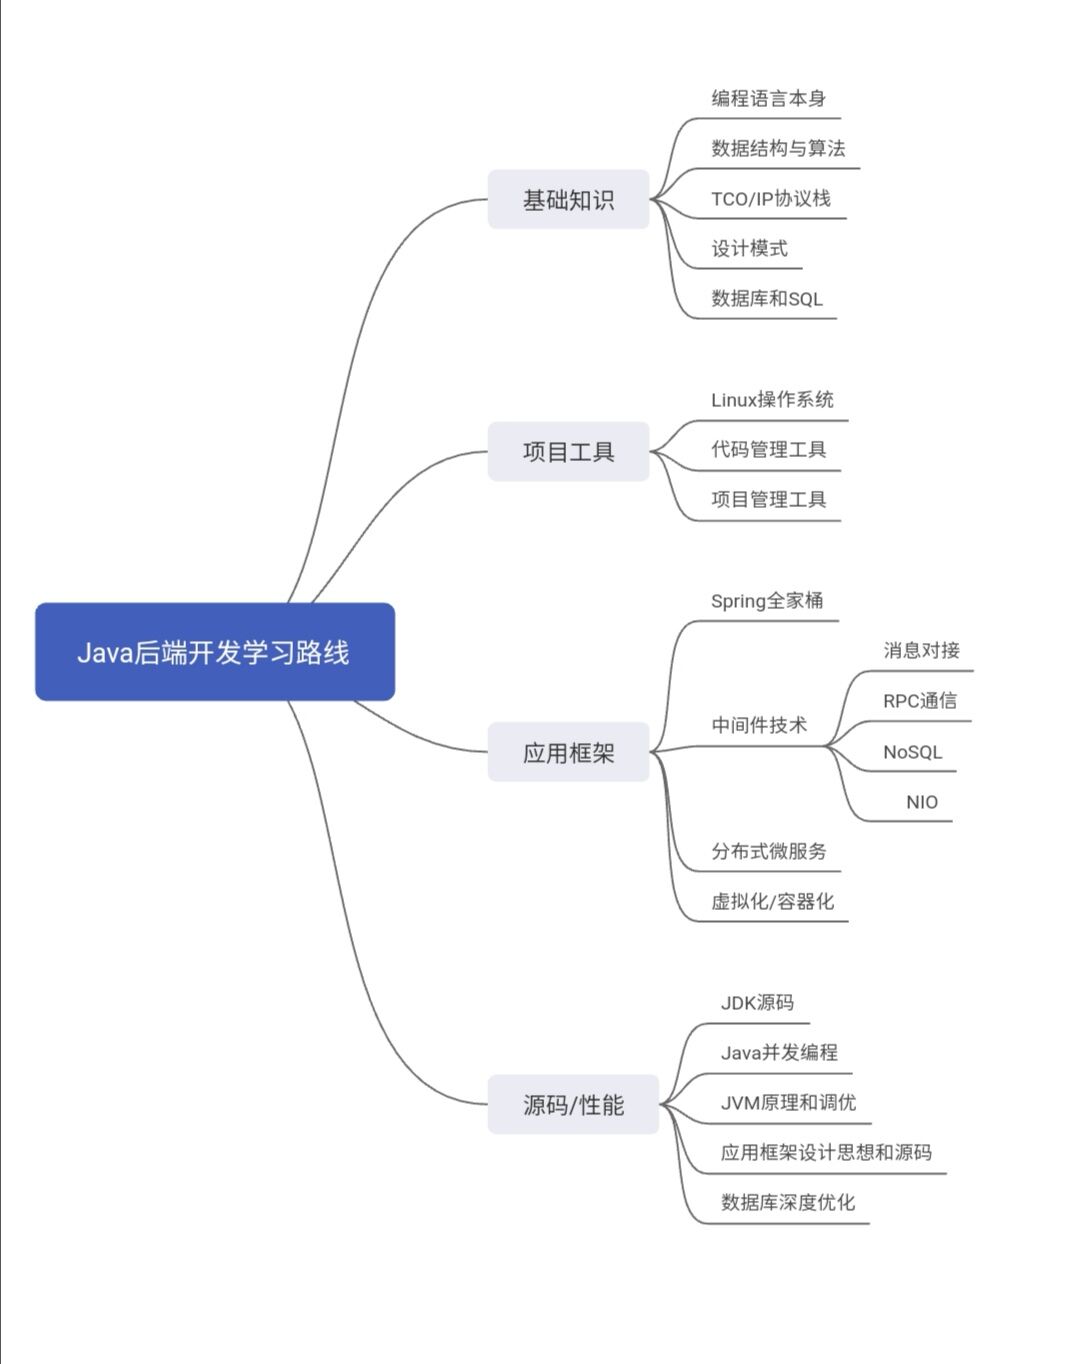 Java后端开发学习路线
基础知识
编程语言本身
数据结构与算法
TCO/IP协议栈
设计模式
数据库和SQL
项目工具
Linux操作系统
代码管理工具
项目管理工具
应用框架
Spring全家桶
中间件技术
消息对接
RPC通信
NoSQL
NIO
分布式微服务
虚拟化/容器化
源码/性能
JDK源码
Java并发编程
JVM原理和调优
应用框架设计思想和源码
数据库深度优化